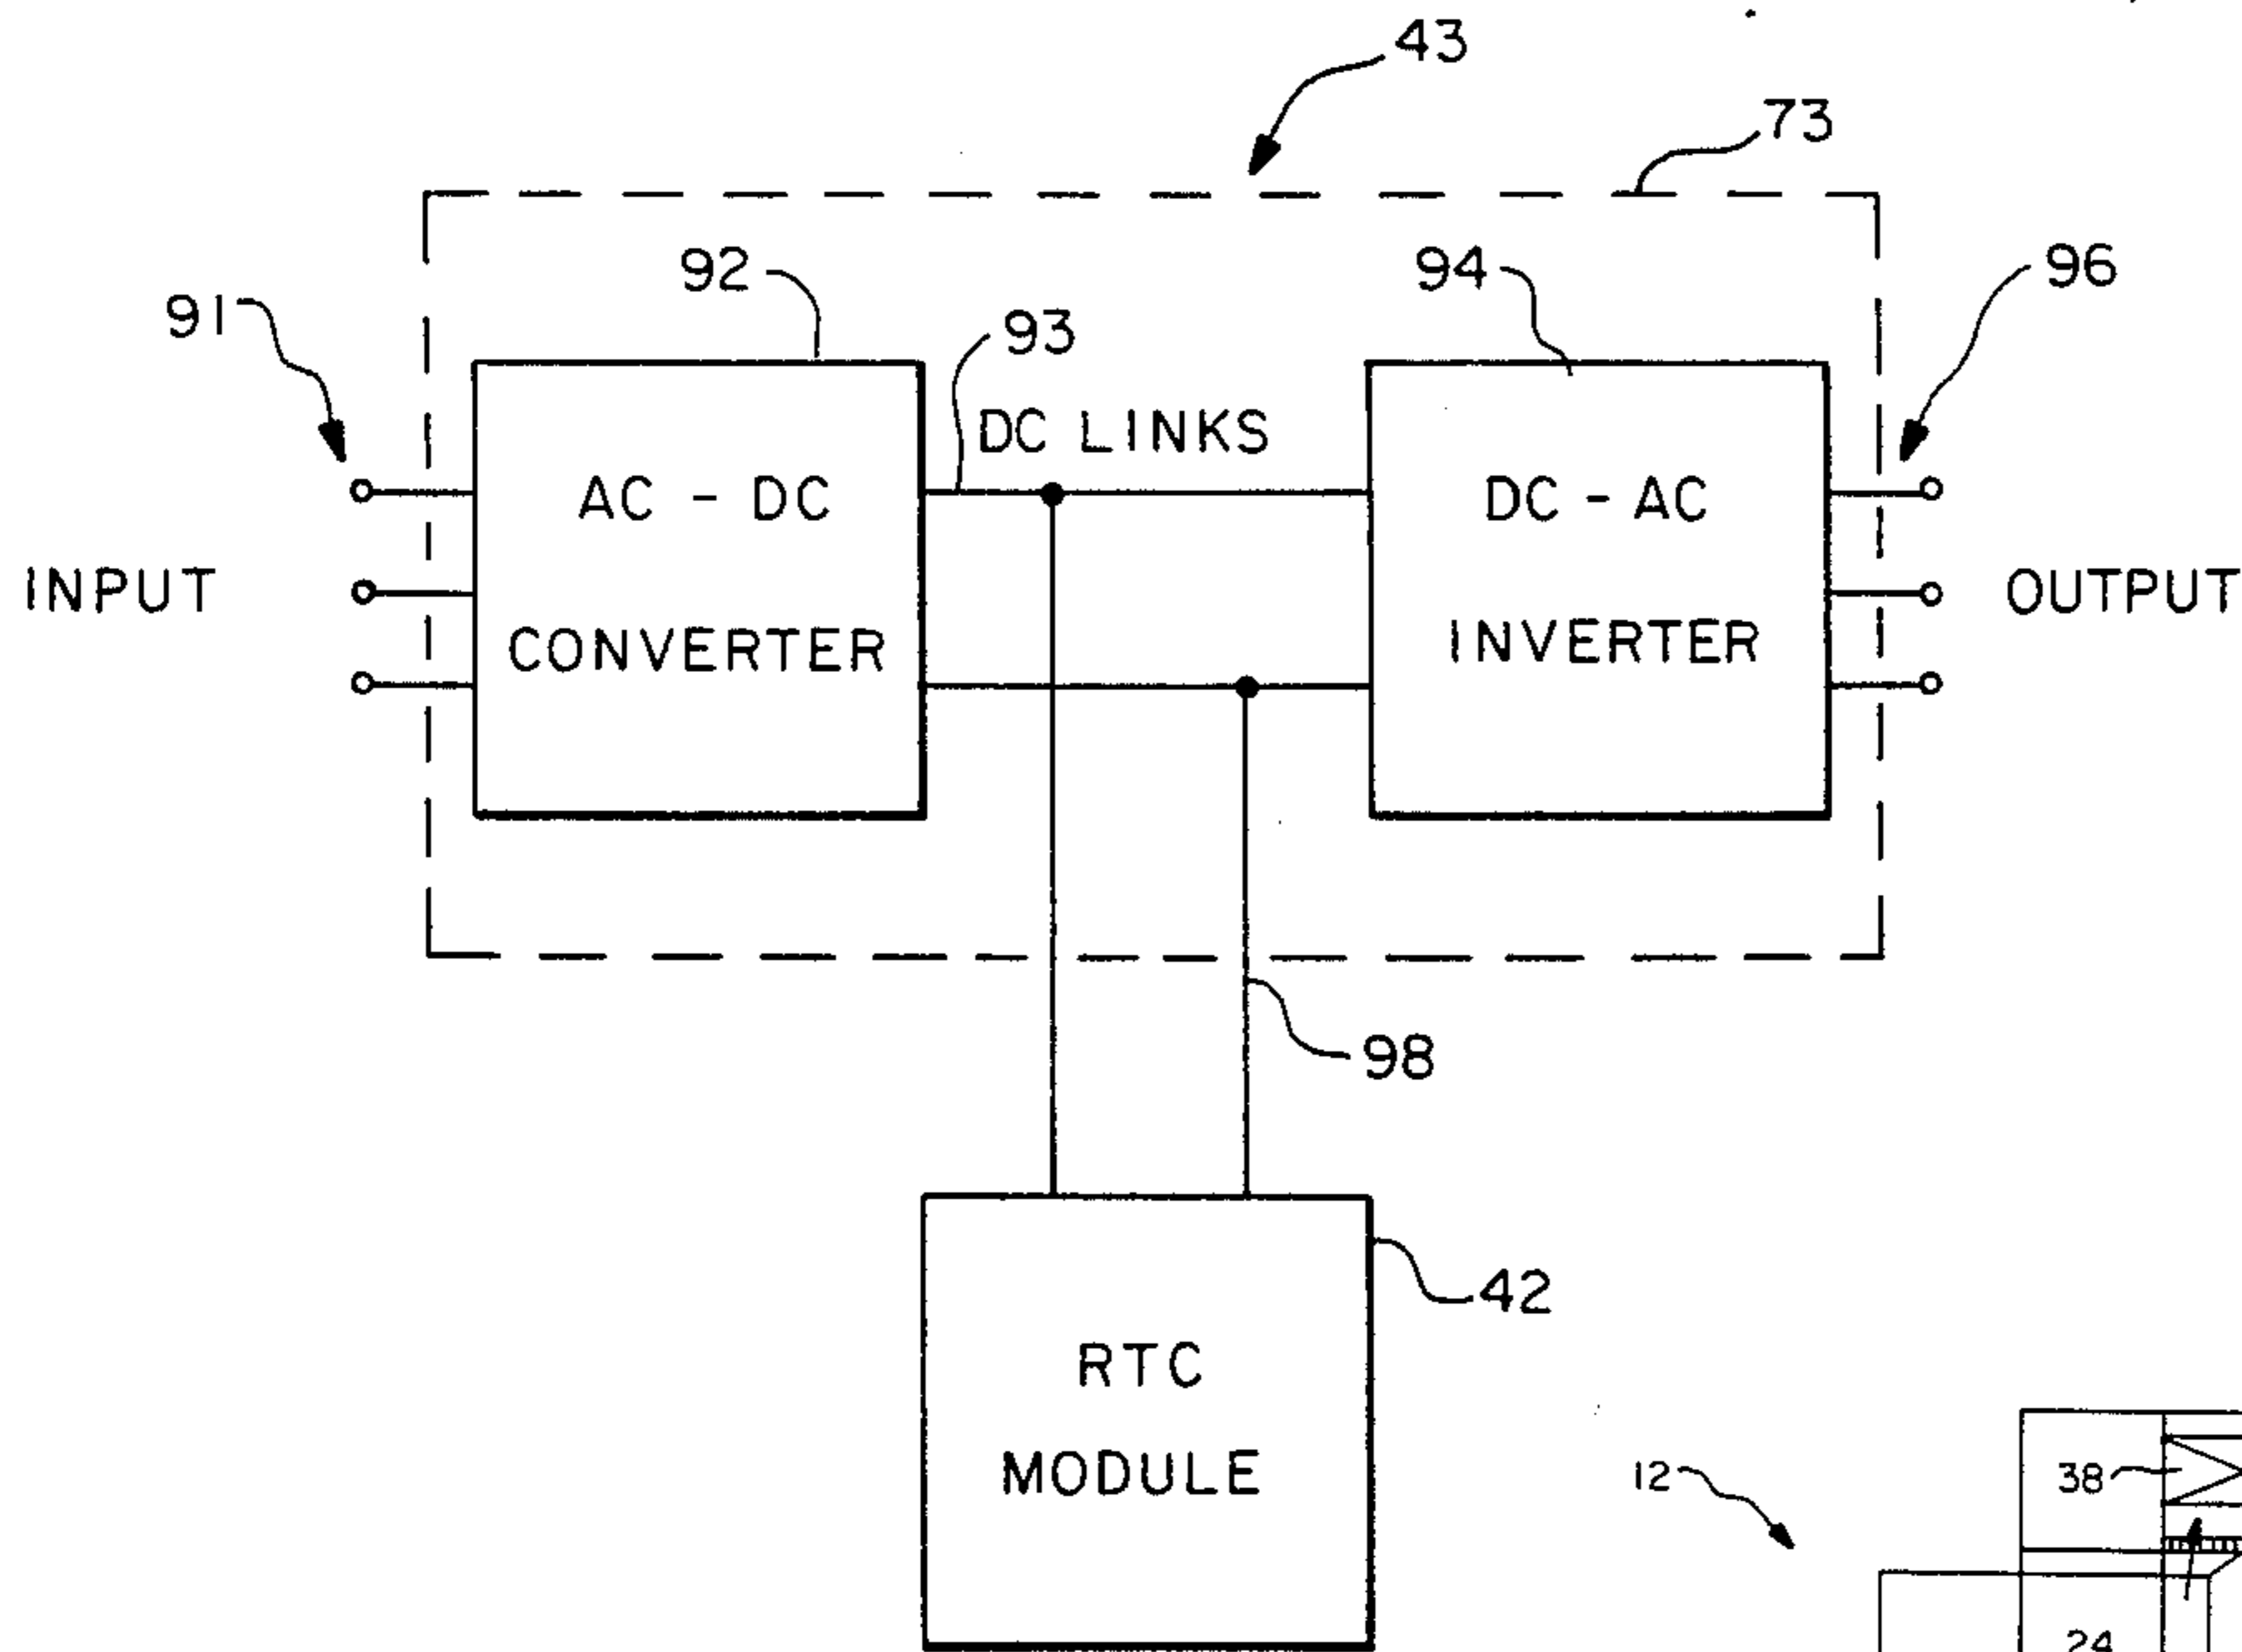 43
73
92
94
96
91
93
DC LINKS
AC - DC
CONVERTER
DC - AC
INVERTER
INPUT
OUTPUT
98
42
RTC
MODULE
12
38
24